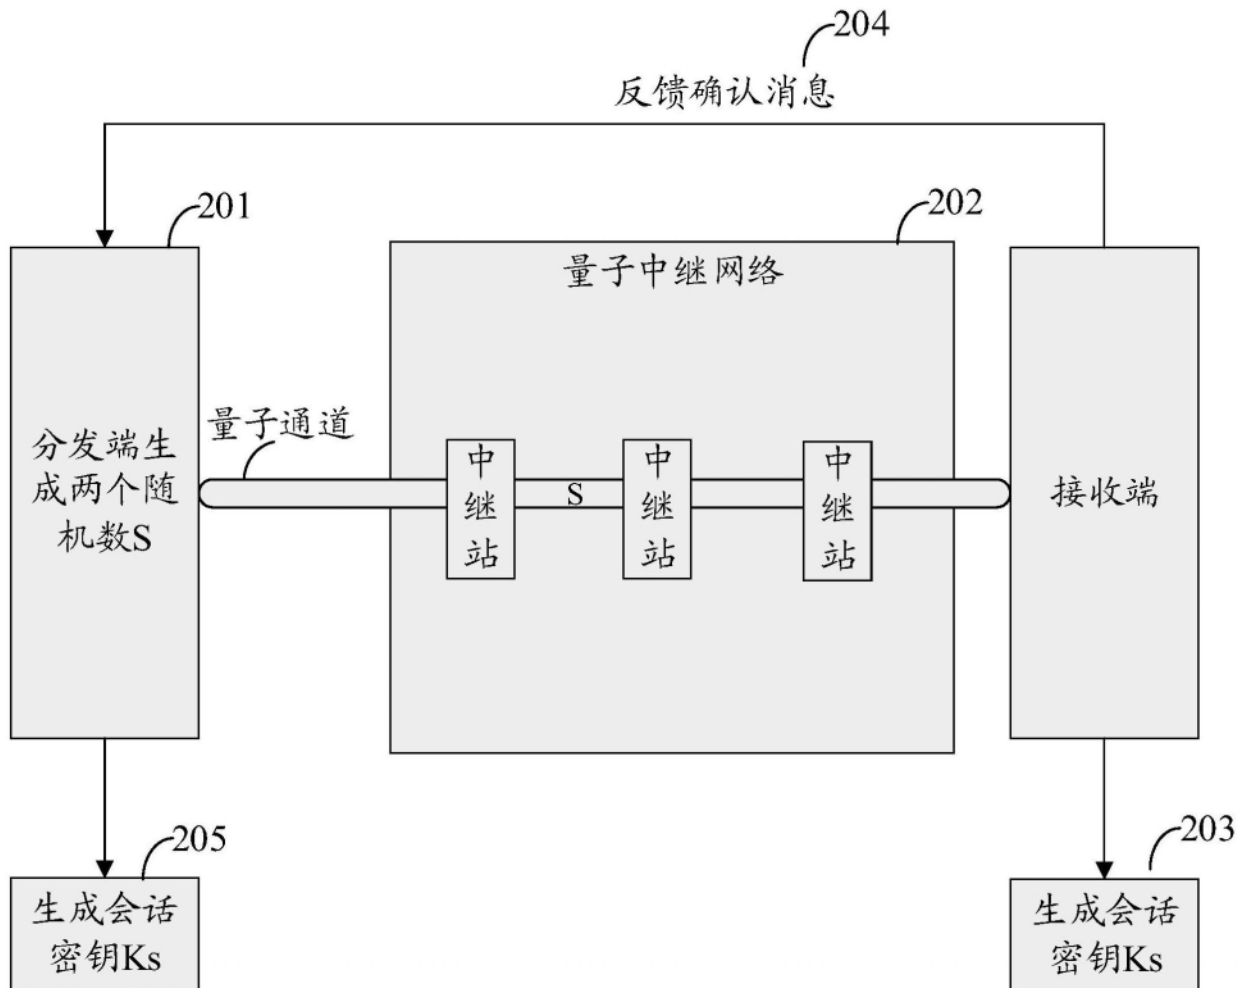 204
反馈确认消息
201
202
量子中继网络
量子通道
分发端生
成两个随
机数S
中
继
站
S
中
继
站
中
继
站
接收端
205
203
生成会话
密钥Ks
生成会话
密钥Ks